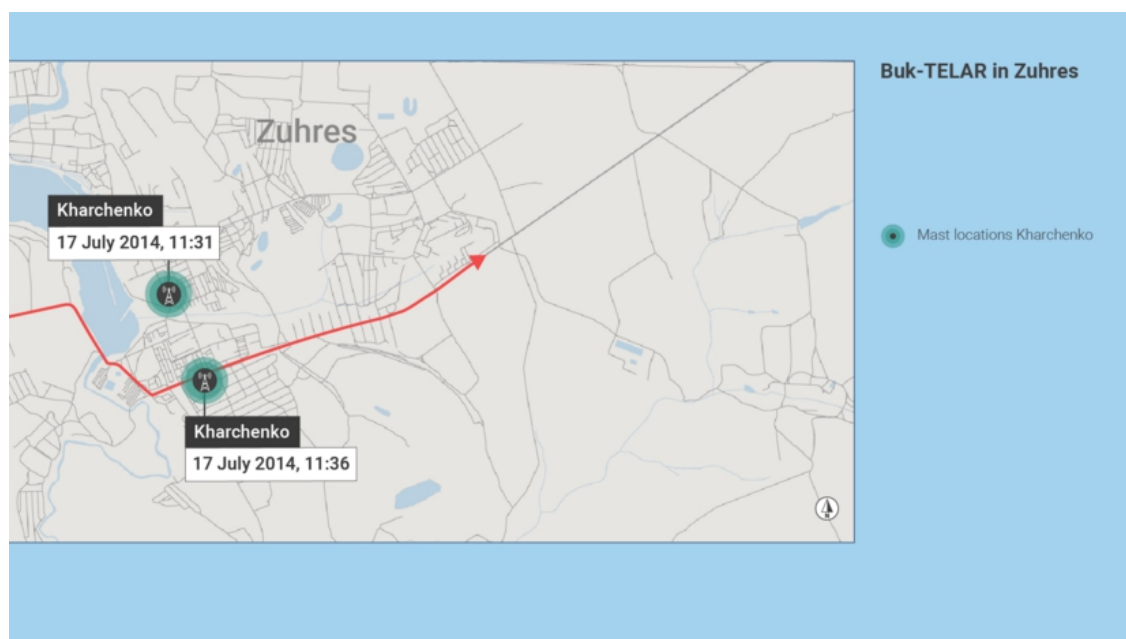 Buk-TELAR in Zuhres
Zuhres
Kharchenko
17 July 2014, 11:31
Mast locations Kharchenko
Kharchenko
17 July 2014, 11:36
N